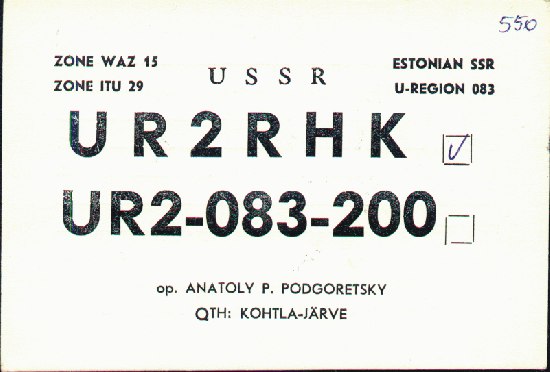 550
ZONE WAZ 15
ZONE ITU 29
U S S R
ESTONIAN SSR
U-REGION 083
UR2RHK
UR2-083-200
op. ANATOLY P. PODGORETSKY
QTH: KOHTLA-JÄRVE